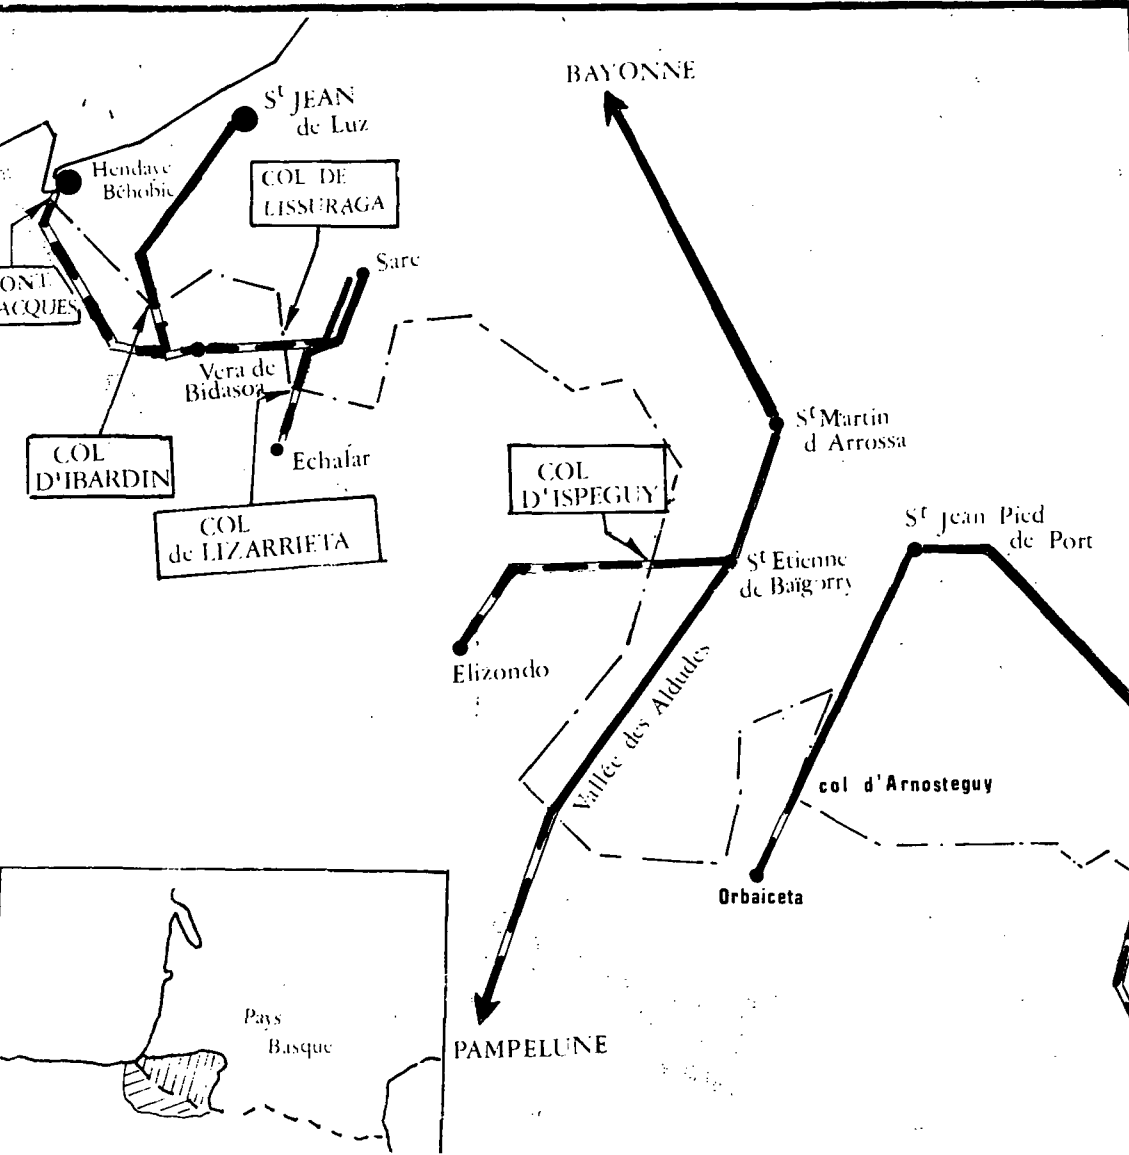 BAYONNE
St JEAN
de Luz
Hendaye
Béhobie
COL DE
LISSURAGA
Sare
ONT
ACQUES
Vera de
Bidasoa
COL
D'IBARDIN
Echalar
COL
de LIZARRIETA
St Martin
d Arrossa
COL
D'ISPEGUY
St Jean Pied
de Port
St Etienne
de Baïgorry
Elizondo
Vallée des Aldudes
col d'Arnosteguy
Orbaiceta
Pays
Basque
PAMPELUNE